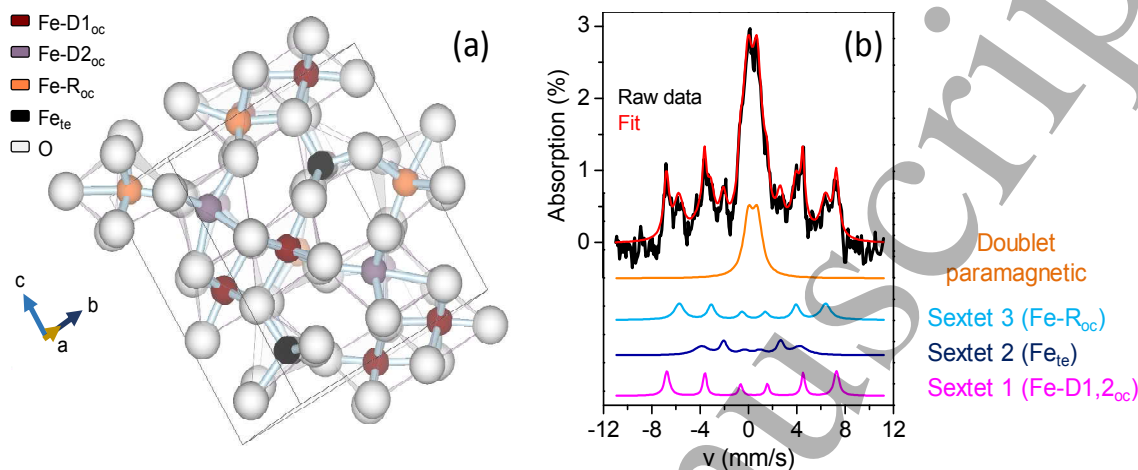 Fe-D1oc
Fe-D2oc
Fe-Roc
Fete
O
(a)
c
b
a
(b)
Absorption (%)
3
2
1
0
Raw data
Fit
Doublet
paramagnetic
Sextet 3 (Fe-Roc)
Sextet 2 (Fete)
Sextet 1 (Fe-D1,2oc)
-12 -8 -4 0 4 8 12
v (mm/s)